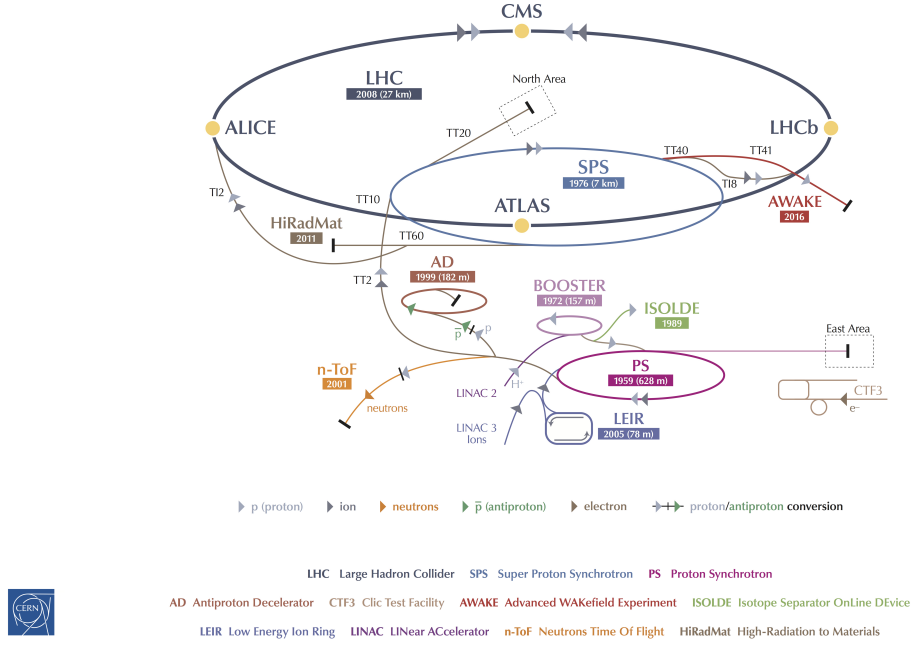 CMS
LHC
2008 (27 km)
North Area
ALICE
LHCb
TT20
TT40
TT41
SPS
1976 (7 km)
TI8
TI2
TT10
ATLAS
AWAKE
2016
HiRadMat
2011
TT60
AD
1999 (182 m)
TT2
BOOSTER
1972 (157 m)
ISOLDE
1989
p̅
p
East Area
n-ToF
2001
PS
1959 (628 m)
neutrons
LINAC 2
H⁺
CTF3
e⁻
LINAC 3
Ions
LEIR
2005 (78 m)
p (proton) ion neutrons p̅ (antiproton) electron proton/antiproton conversion
LHC Large Hadron Collider SPS Super Proton Synchrotron PS Proton Synchrotron
AD Antiproton Decelerator CTF3 Clic Test Facility AWAKE Advanced WAKefield Experiment ISOLDE Isotope Separator OnLine DEvice
LEIR Low Energy Ion Ring LINAC LINear ACcelerator n-ToF Neutrons Time Of Flight HiRadMat High-Radiation to Materials
CERN